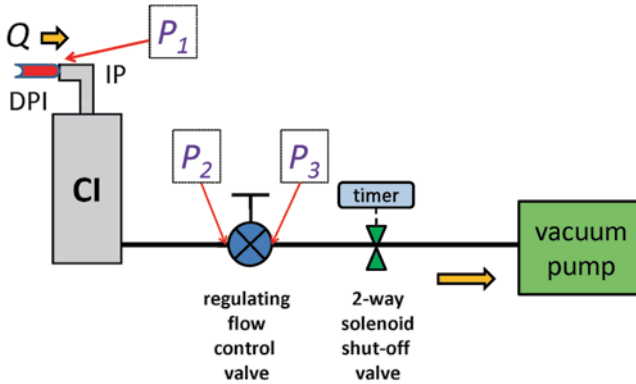 Q
P1
IP
DPI
CI
P2
P3
timer
vacuum
pump
regulating
flow
control
valve
2-way
solenoid
shut-off
valve